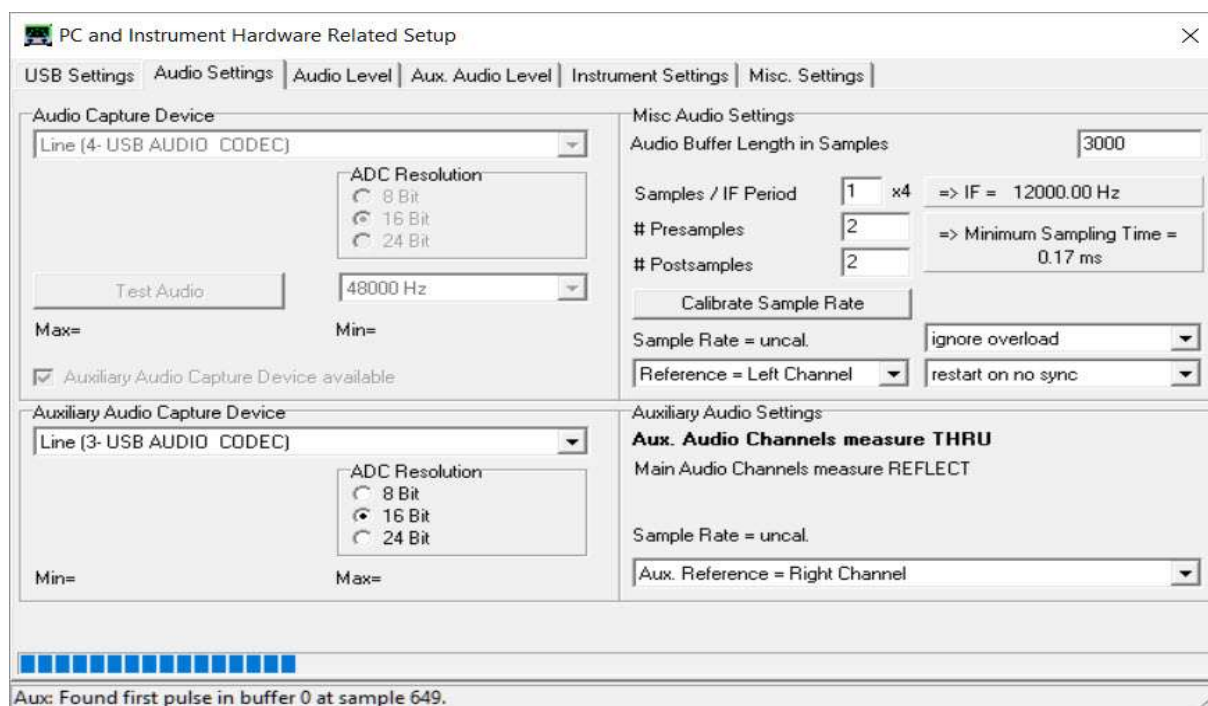 PC and Instrument Hardware Related Setup
USB Settings Audio Settings Audio Level Aux. Audio Level Instrument Settings Misc. Settings
Audio Capture Device
Line (4- USB AUDIO  CODEC)
ADC Resolution
8 Bit
16 Bit
24 Bit
Test Audio
48000 Hz
Max=
Min=
Auxiliary Audio Capture Device available
Misc Audio Settings
Audio Buffer Length in Samples 3000
Samples / IF Period 1 x4 => IF = 12000.00 Hz
# Presamples 2
# Postsamples 2
=> Minimum Sampling Time =
0.17 ms
Calibrate Sample Rate
Sample Rate = uncal.
ignore overload
Reference = Left Channel
restart on no sync
Auxiliary Audio Capture Device
Line (3- USB AUDIO  CODEC)
ADC Resolution
8 Bit
16 Bit
24 Bit
Min=
Max=
Auxiliary Audio Settings
Aux. Audio Channels measure THRU
Main Audio Channels measure REFLECT
Sample Rate = uncal.
Aux. Reference = Right Channel
Aux: Found first pulse in buffer 0 at sample 649.